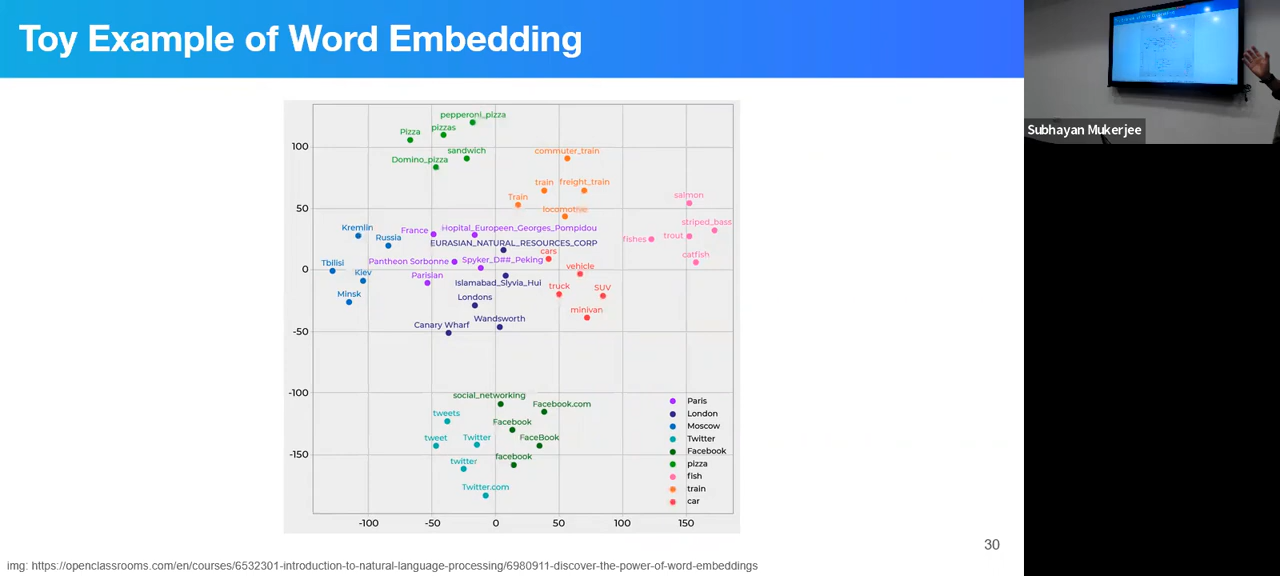 Toy Example of Word Embedding
Subhayan Mukerjee
pepperoni_pizza
Pizza
pizzas
sandwich
Domino_pizza
commuter_train
train
freight_train
Train
salmon
striped_bass
fishes
trout
catfish
Kremlin
Russia
Tbilisi
Kiev
Minsk
France
Hopital_Europeen_Georges_Pompidou
EURASIAN_NATURAL_RESOURCES_CORP
Pantheon Sorbonne
Spyker_D##_Peking
Parisian
Islamabad_Slyvia_Hui
cars
vehicle
truck
SUV
minivan
Londons
Canary Wharf
Wandsworth
social_networking
Facebook.com
tweets
Facebook
tweet
Twitter
FaceBook
twitter
facebook
Twitter.com
100
50
0
-50
-100
-150
-100
-50
0
50
100
150
Paris
London
Moscow
Twitter
Facebook
pizza
fish
train
car
30
img: https://openclassrooms.com/en/courses/6532301-introduction-to-natural-language-processing/6980911-discover-the-power-of-word-embeddings